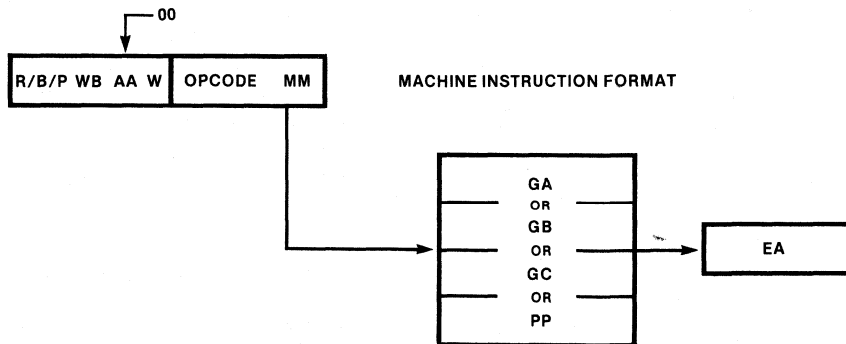 00
R/B/P WB AA W OPCODE MM
MACHINE INSTRUCTION FORMAT
GA
OR
GB
OR
GC
OR
PP
EA